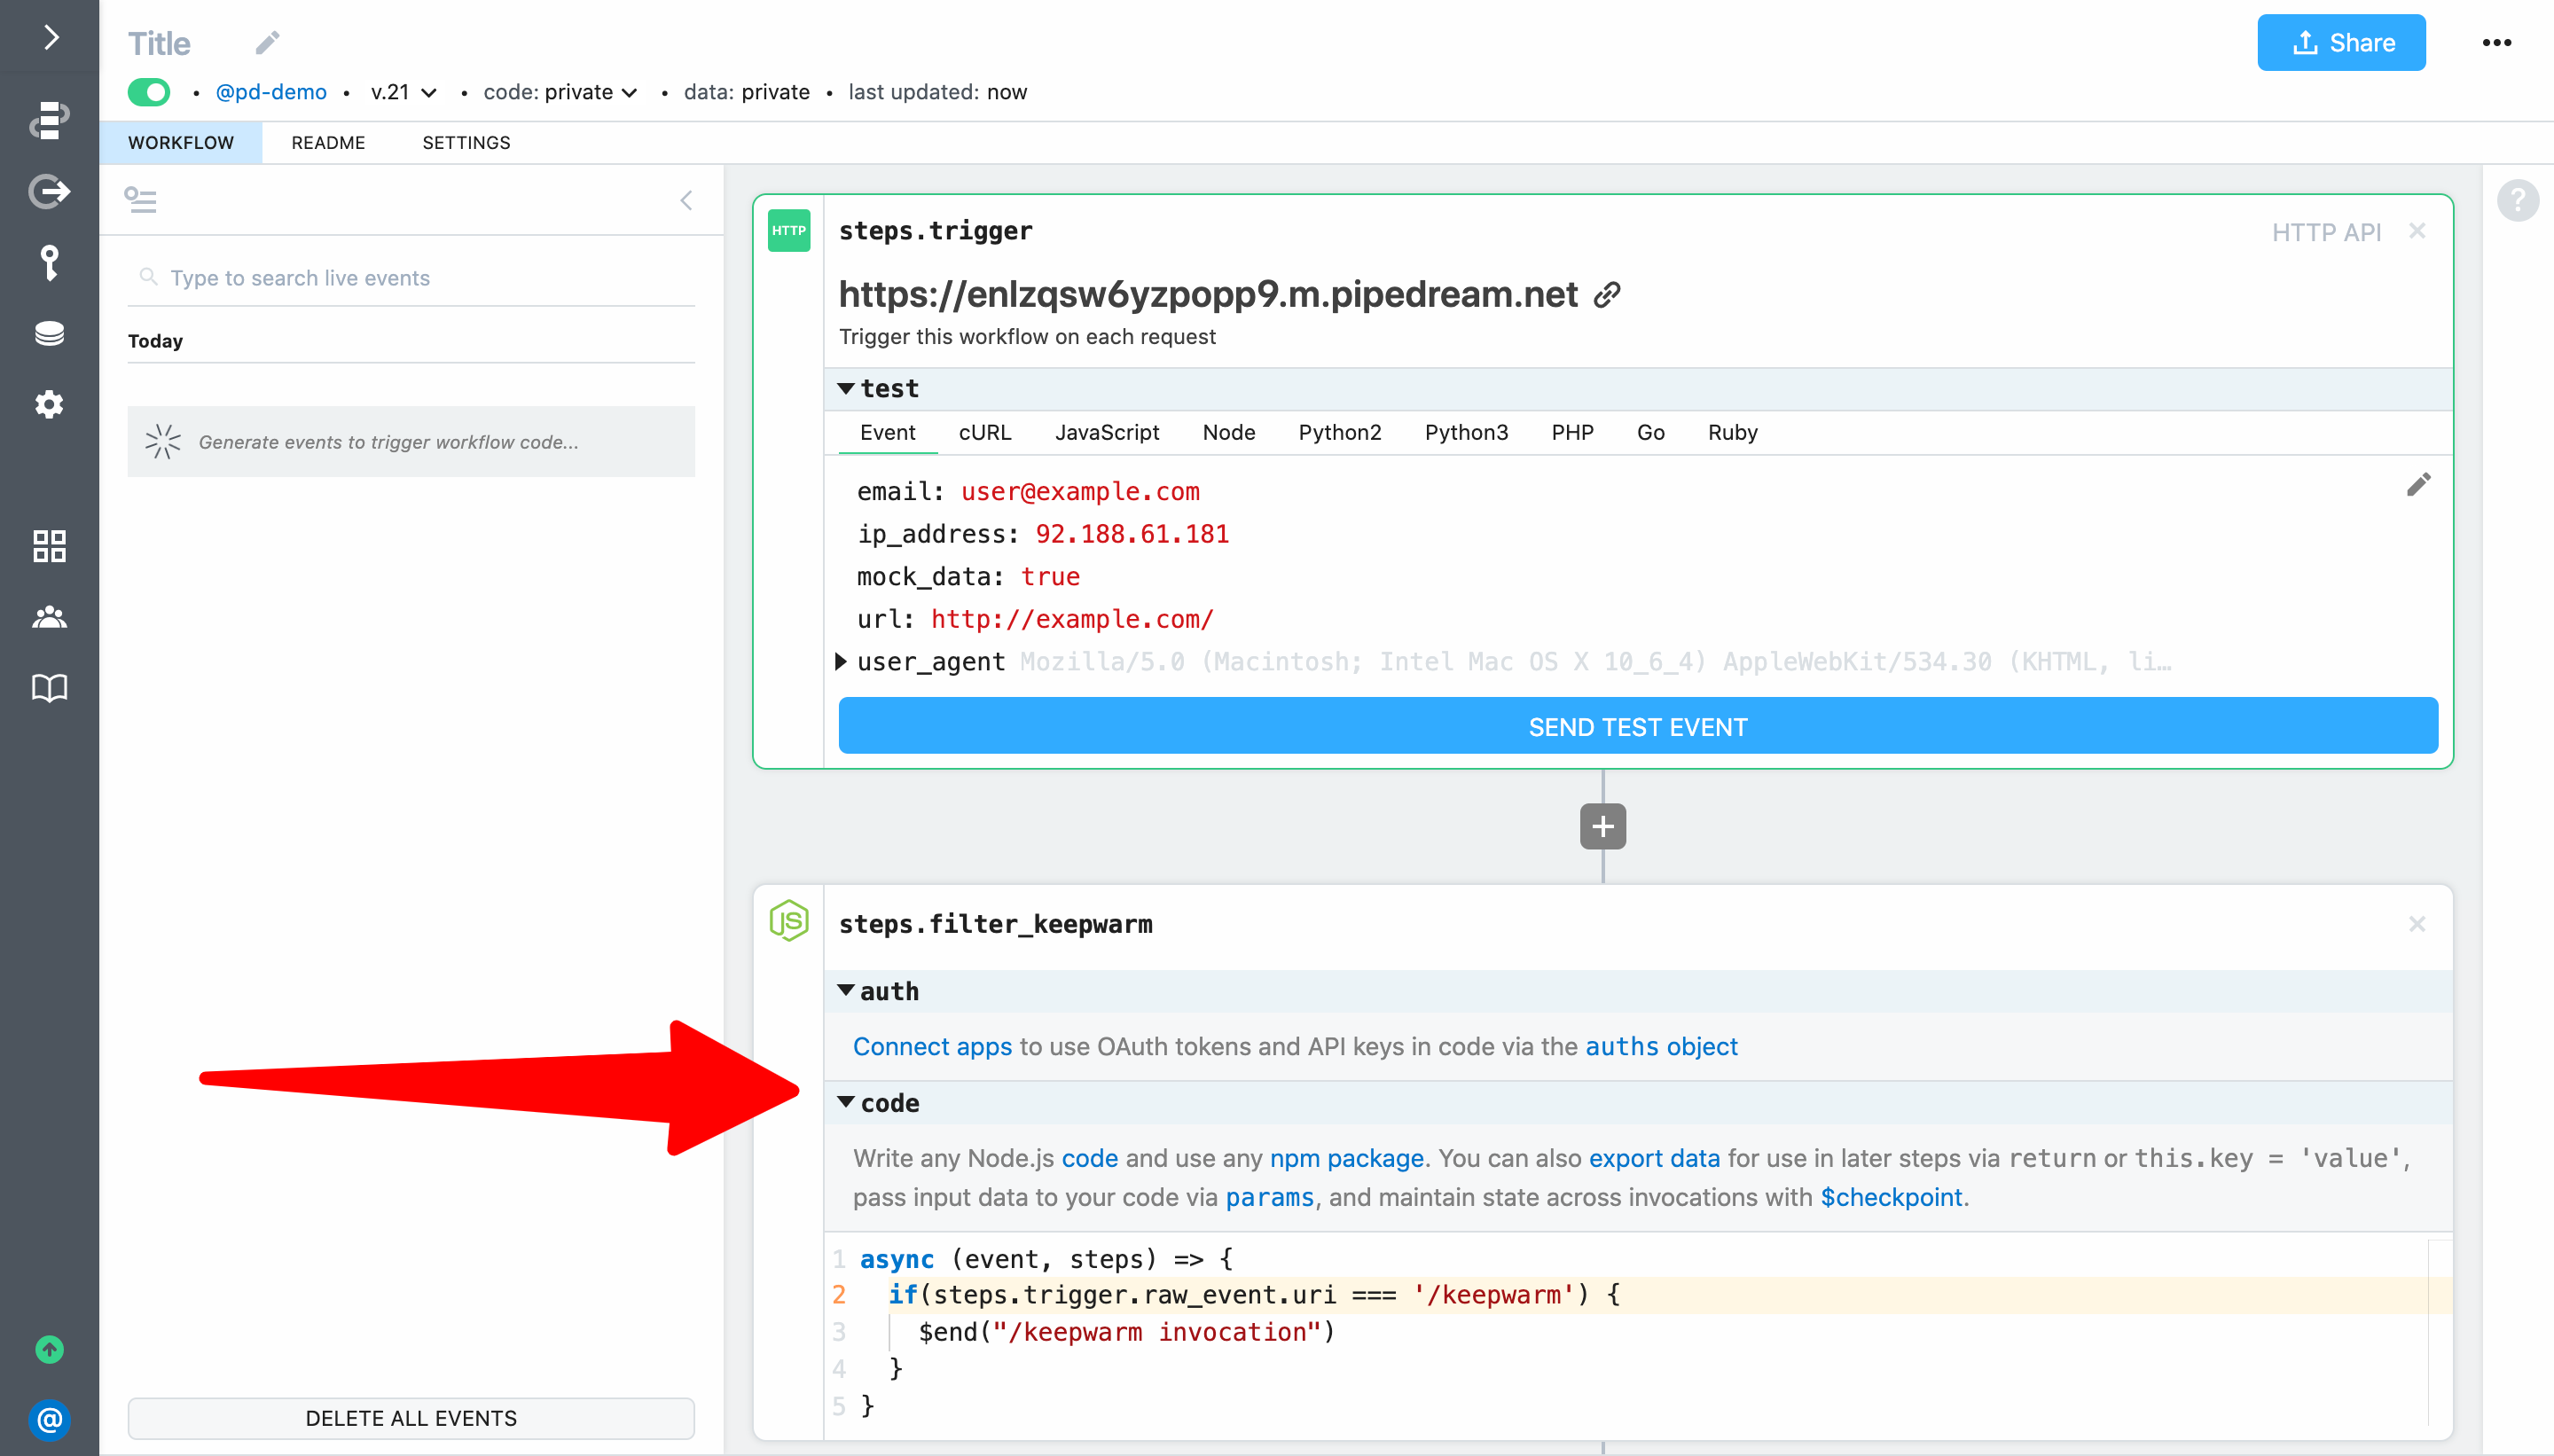 Title
Share
• @pd-demo • v.21 • code: private • data: private • last updated: now
WORKFLOW README SETTINGS
Type to search live events
Today
Generate events to trigger workflow code...
DELETE ALL EVENTS
@
HTTP
steps.trigger
HTTP API
?
https://enlzqsw6yzpopp9.m.pipedream.net
Trigger this workflow on each request
test
Event cURL JavaScript Node Python2 Python3 PHP Go Ruby
email: user@example.com
ip_address: 92.188.61.181
mock_data: true
url: http://example.com/
user_agent Mozilla/5.0 (Macintosh; Intel Mac OS X 10_6_4) AppleWebKit/534.30 (KHTML, li…
SEND TEST EVENT
JS
steps.filter_keepwarm
auth
Connect apps to use OAuth tokens and API keys in code via the auths object
code
Write any Node.js code and use any npm package. You can also export data for use in later steps via return or this.key = 'value',
pass input data to your code via params, and maintain state across invocations with $checkpoint.
1 async (event, steps) => {
2 if(steps.trigger.raw_event.uri === '/keepwarm') {
3 $end("/keepwarm invocation")
4 }
5 }